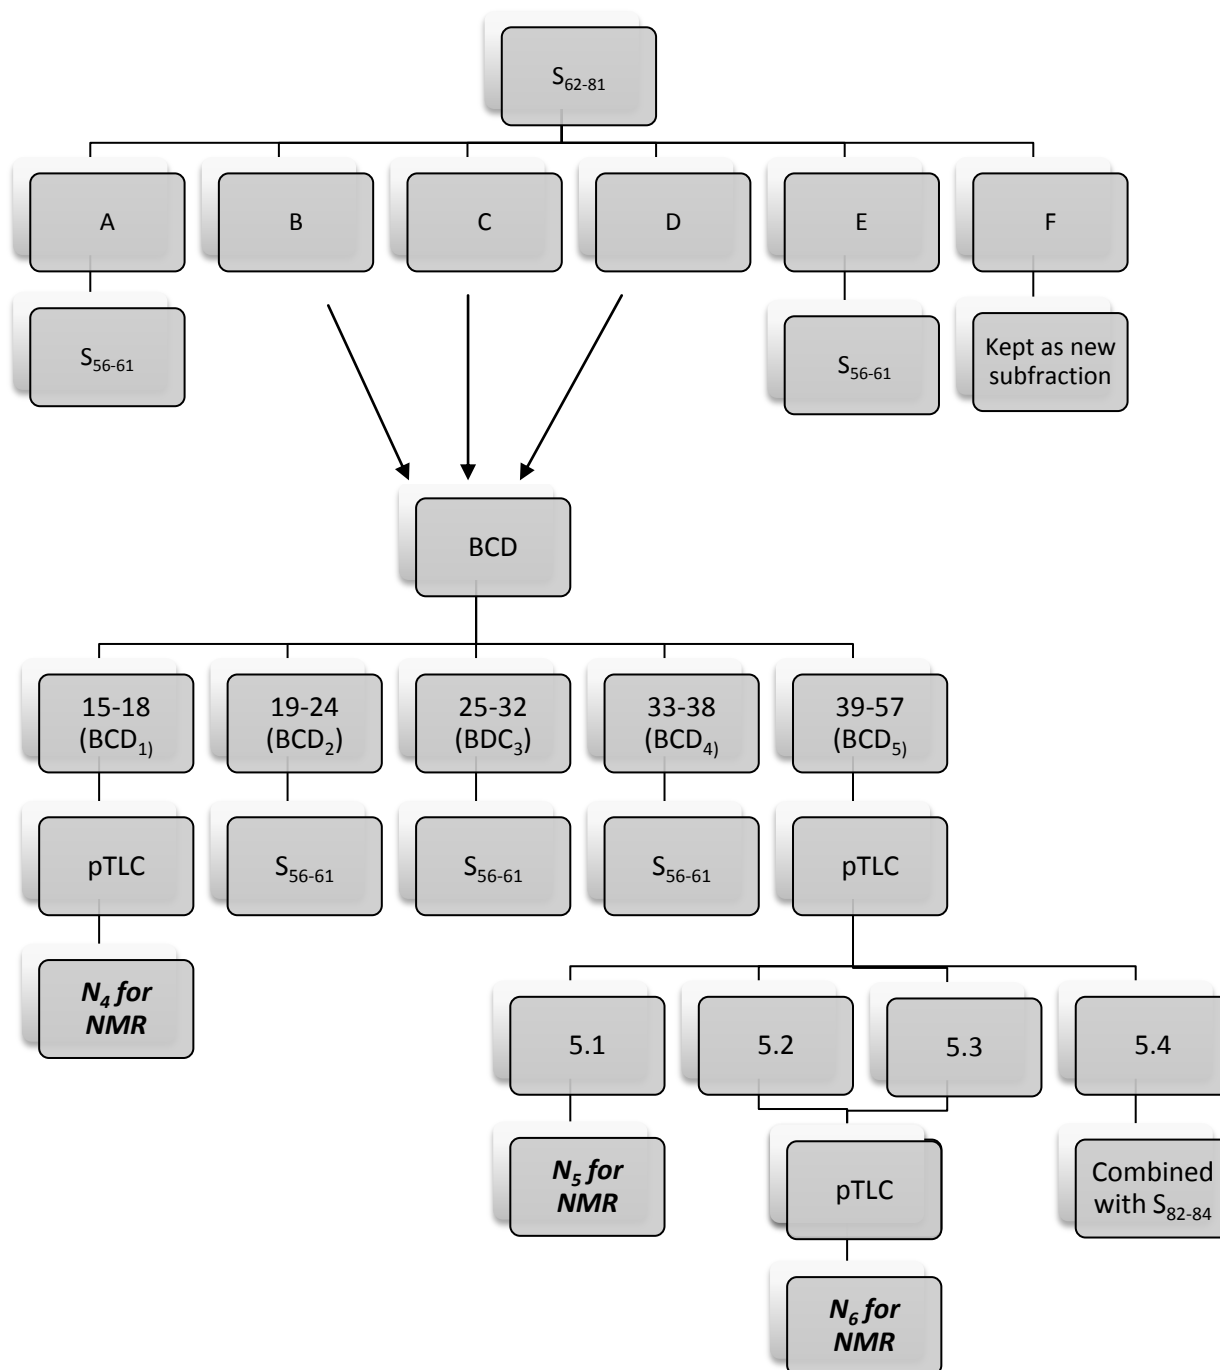 S62-81
A
B
C
D
E
F
S56-61
S56-61
Kept as new
subfraction
BCD
15-18
(BCD1)
19-24
(BCD2)
25-32
(BDC3)
33-38
(BCD4)
39-57
(BCD5)
pTLC
S56-61
S56-61
S56-61
pTLC
N4 for
NMR
5.1
5.2
5.3
5.4
N5 for
NMR
pTLC
Combined
with S82-84
N6 for
NMR